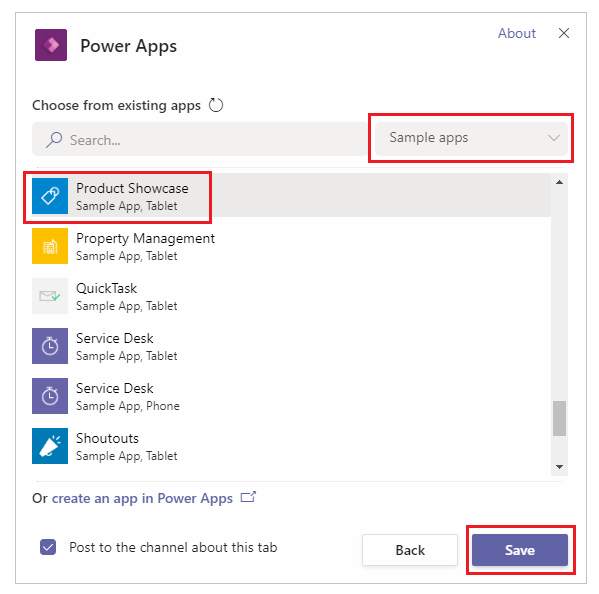 Power Apps
About
Choose from existing apps
Search...
Sample apps
Product Showcase
Sample App, Tablet
Property Management
Sample App, Tablet
QuickTask
Sample App, Tablet
Service Desk
Sample App, Tablet
Service Desk
Sample App, Phone
Shoutouts
Sample App, Tablet
Or create an app in Power Apps
Post to the channel about this tab
Back
Save